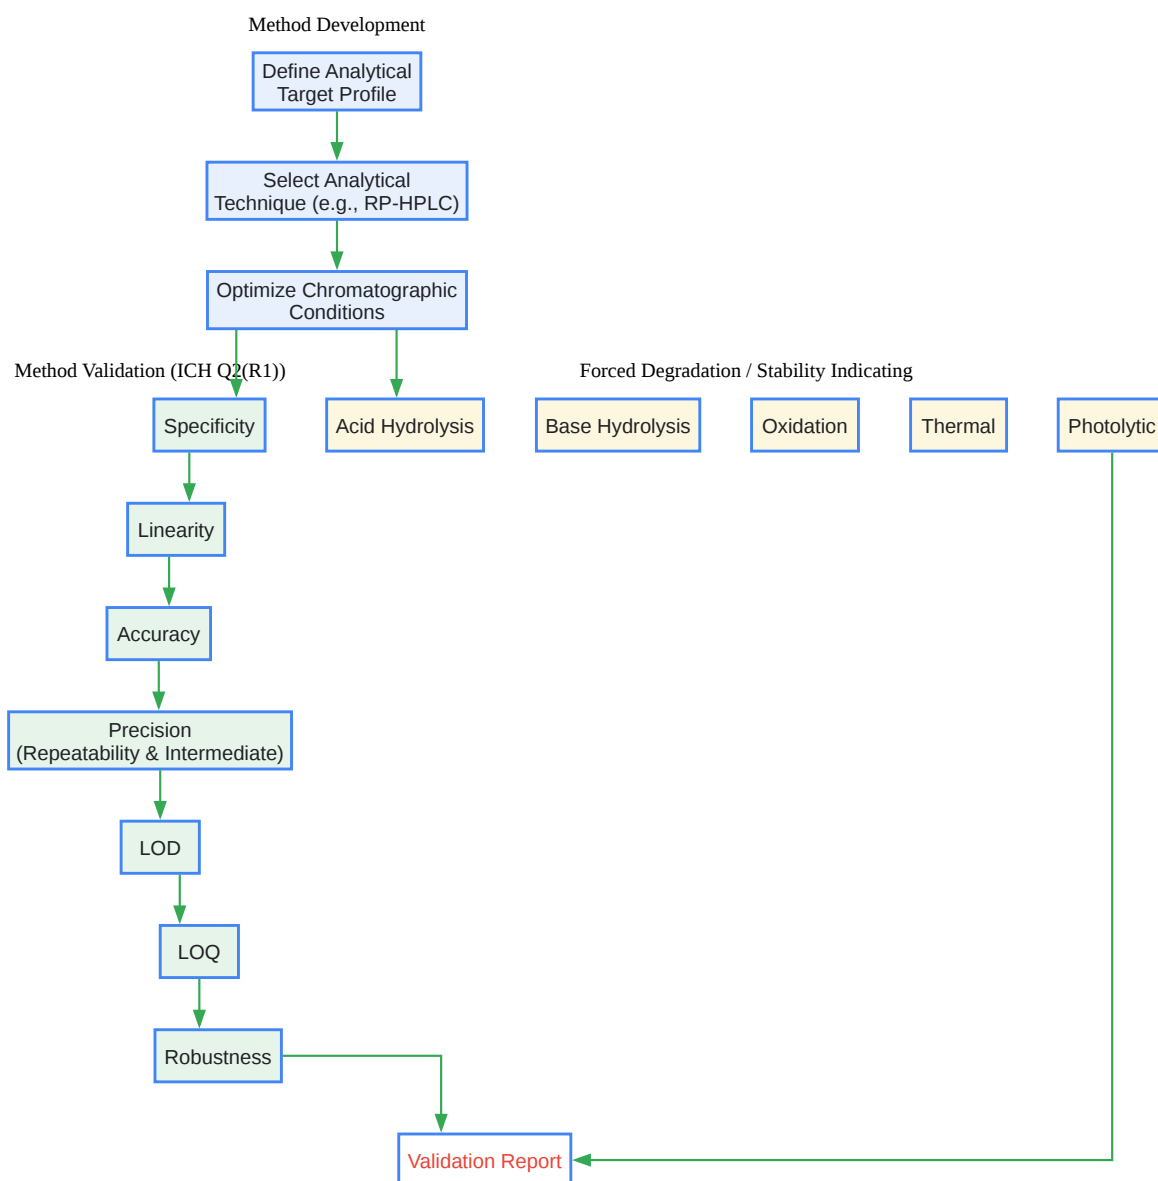 Method Development
Define Analytical
Target Profile
Select Analytical
Technique (e.g., RP-HPLC)
Optimize Chromatographic
Conditions
Method Validation (ICH Q2(R1))
Forced Degradation / Stability Indicating
Specificity
Acid Hydrolysis
Base Hydrolysis
Oxidation
Thermal
Photolytic
Linearity
Accuracy
Precision
(Repeatability & Intermediate)
LOD
LOQ
Robustness
Validation Report